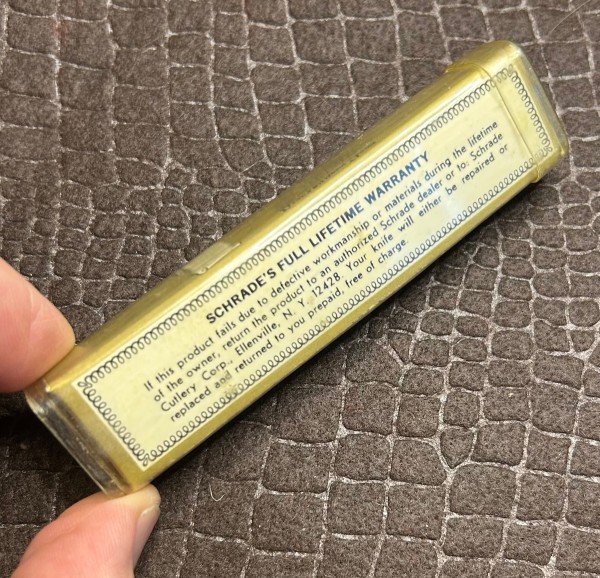 SCHRADE'S FULL LIFETIME WARRANTY
If this product fails due to defective workmanship or materials during the lifetime
of the owner, return the product to an authorized Schrade dealer or to: Schrade
Cutlery Corp., Ellenville, N. Y. 12428. Your knife will either be repaired or
replaced and returned to you prepaid, free of charge.